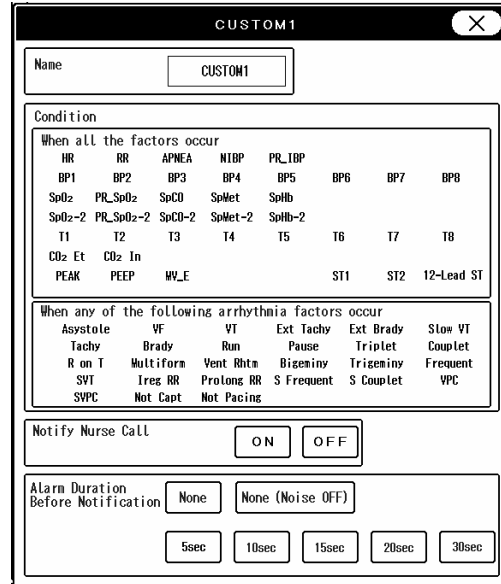 CUSTOM1
Name
CUSTOM1
Condition
When all the factors occur
HR RR APNEA NIBP PR_IBP
BP1 BP2 BP3 BP4 BP5 BP6 BP7 BP8
SpO₂ PR_SpO₂ SpCO SpMet SpHb
SpO₂-2 PR_SpO₂-2 SpCO-2 SpMet-2 SpHb-2
T1 T2 T3 T4 T5 T6 T7 T8
CO₂ Et CO₂ In
PEAK PEEP MV_E ST1 ST2 12-Lead ST
When any of the following arrhythmia factors occur
Asystole VF VT Ext Tachy Ext Brady Slow VT
Tachy Brady Run Pause Triplet Couplet
R on T Multiform Vent Rhtm Bigeminy Trigeminy Frequent
SVT Ireg RR Prolong RR S Frequent S Couplet VPC
SVPC Not Capt Not Pacing
Notify Nurse Call ON OFF
Alarm Duration
Before Notification None None (Noise OFF)
5sec 10sec 15sec 20sec 30sec